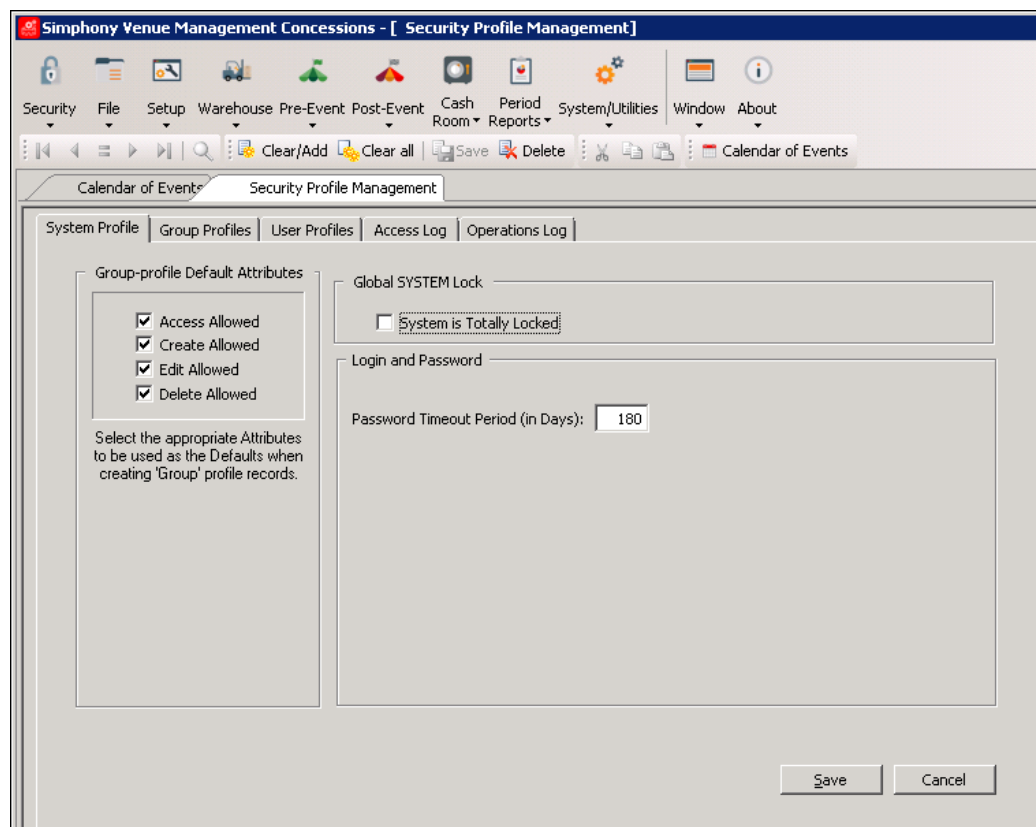 Simphony Venue Management Concessions - [ Security Profile Management]
Security File Setup Warehouse Pre-Event Post-Event Cash Room Period Reports System/Utilities Window About
Clear/Add Clear all Save Delete Calendar of Events
Calendar of Events Security Profile Management
System Profile Group Profiles User Profiles Access Log Operations Log
Group-profile Default Attributes
Access Allowed
Create Allowed
Edit Allowed
Delete Allowed
Select the appropriate Attributes
to be used as the Defaults when
creating 'Group' profile records.
Global SYSTEM Lock
System is Totally Locked
Login and Password
Password Timeout Period (in Days): 180
Save Cancel